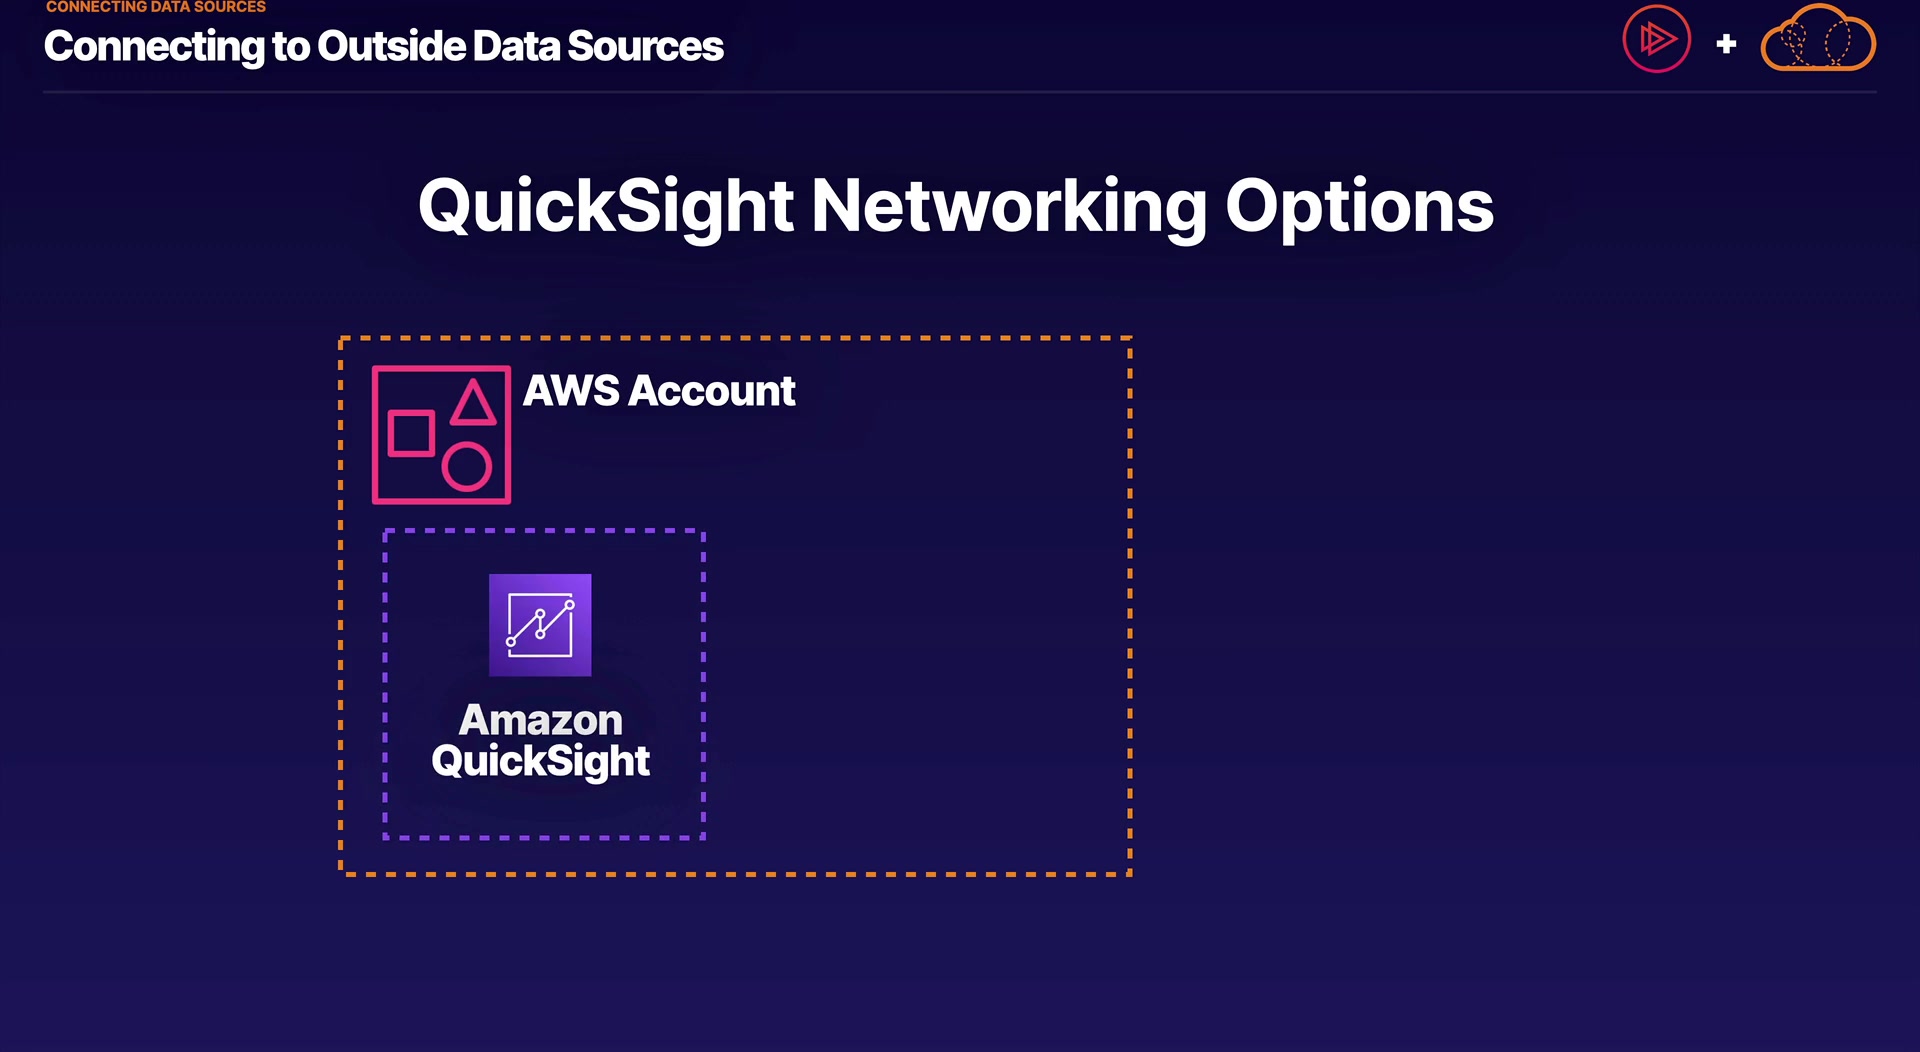 CONNECTING DATA SOURCES
Connecting to Outside Data Sources
QuickSight Networking Options
AWS Account
Amazon
QuickSight